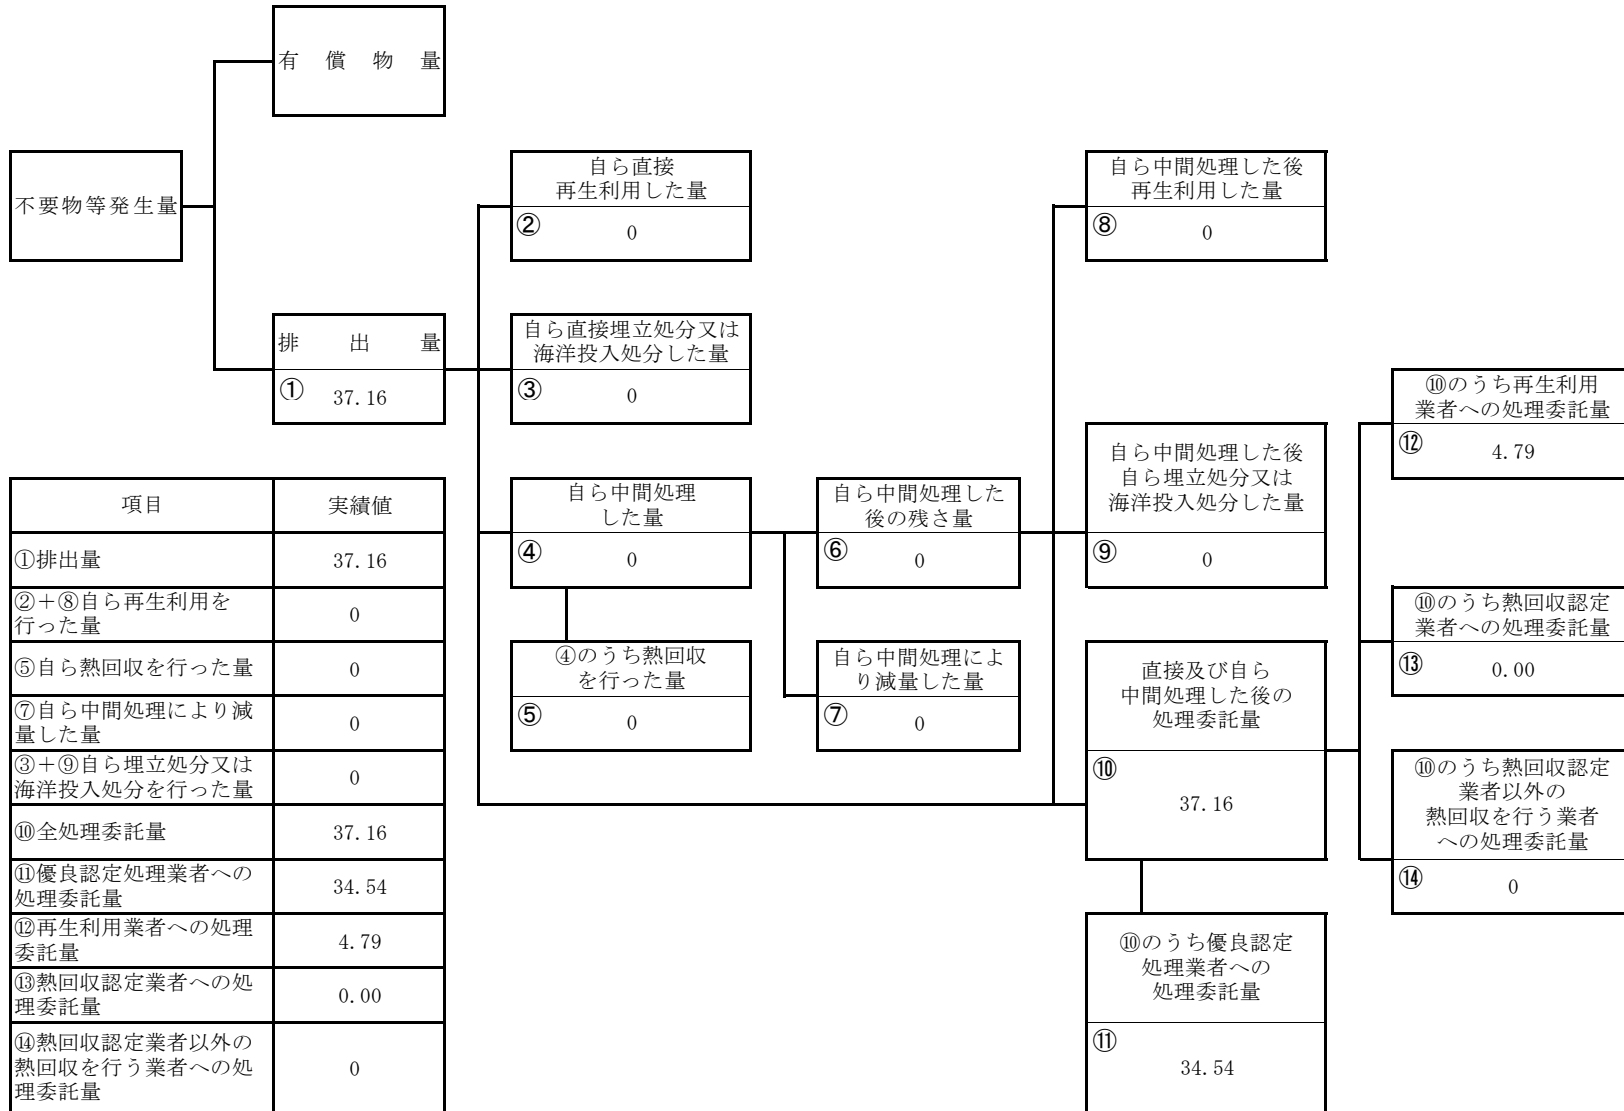 有償物量
不要物等発生量
排出量
① 37.16
自ら直接
再生利用した量
② 0
自ら直接埋立処分又は
海洋投入処分した量
③ 0
自ら中間処理
した量
④ 0
④のうち熱回収
を行った量
⑤ 0
自ら中間処理した
後の残さ量
⑥ 0
自ら中間処理によ
り減量した量
⑦ 0
自ら中間処理した後
再生利用した量
⑧ 0
自ら中間処理した後
自ら埋立処分又は
海洋投入処分した量
⑨ 0
直接及び自ら
中間処理した後の
処理委託量
⑩
37.16
⑩のうち優良認定
処理業者への
処理委託量
⑪
34.54
⑩のうち再生利用
業者への処理委託量
⑫ 4.79
⑩のうち熱回収認定
業者への処理委託量
⑬ 0.00
⑩のうち熱回収認定
業者以外の
熱回収を行う業者
への処理委託量
⑭ 0
項目 実績値
①排出量 37.16
②+⑧自ら再生利用を
行った量 0
⑤自ら熱回収を行った量 0
⑦自ら中間処理により減
量した量 0
③+⑨自ら埋立処分又は
海洋投入処分を行った量 0
⑩全処理委託量 37.16
⑪優良認定処理業者への
処理委託量 34.54
⑫再生利用業者への処理
委託量 4.79
⑬熱回収認定業者への処
理委託量 0.00
⑭熱回収認定業者以外の
熱回収を行う業者への処
理委託量 0